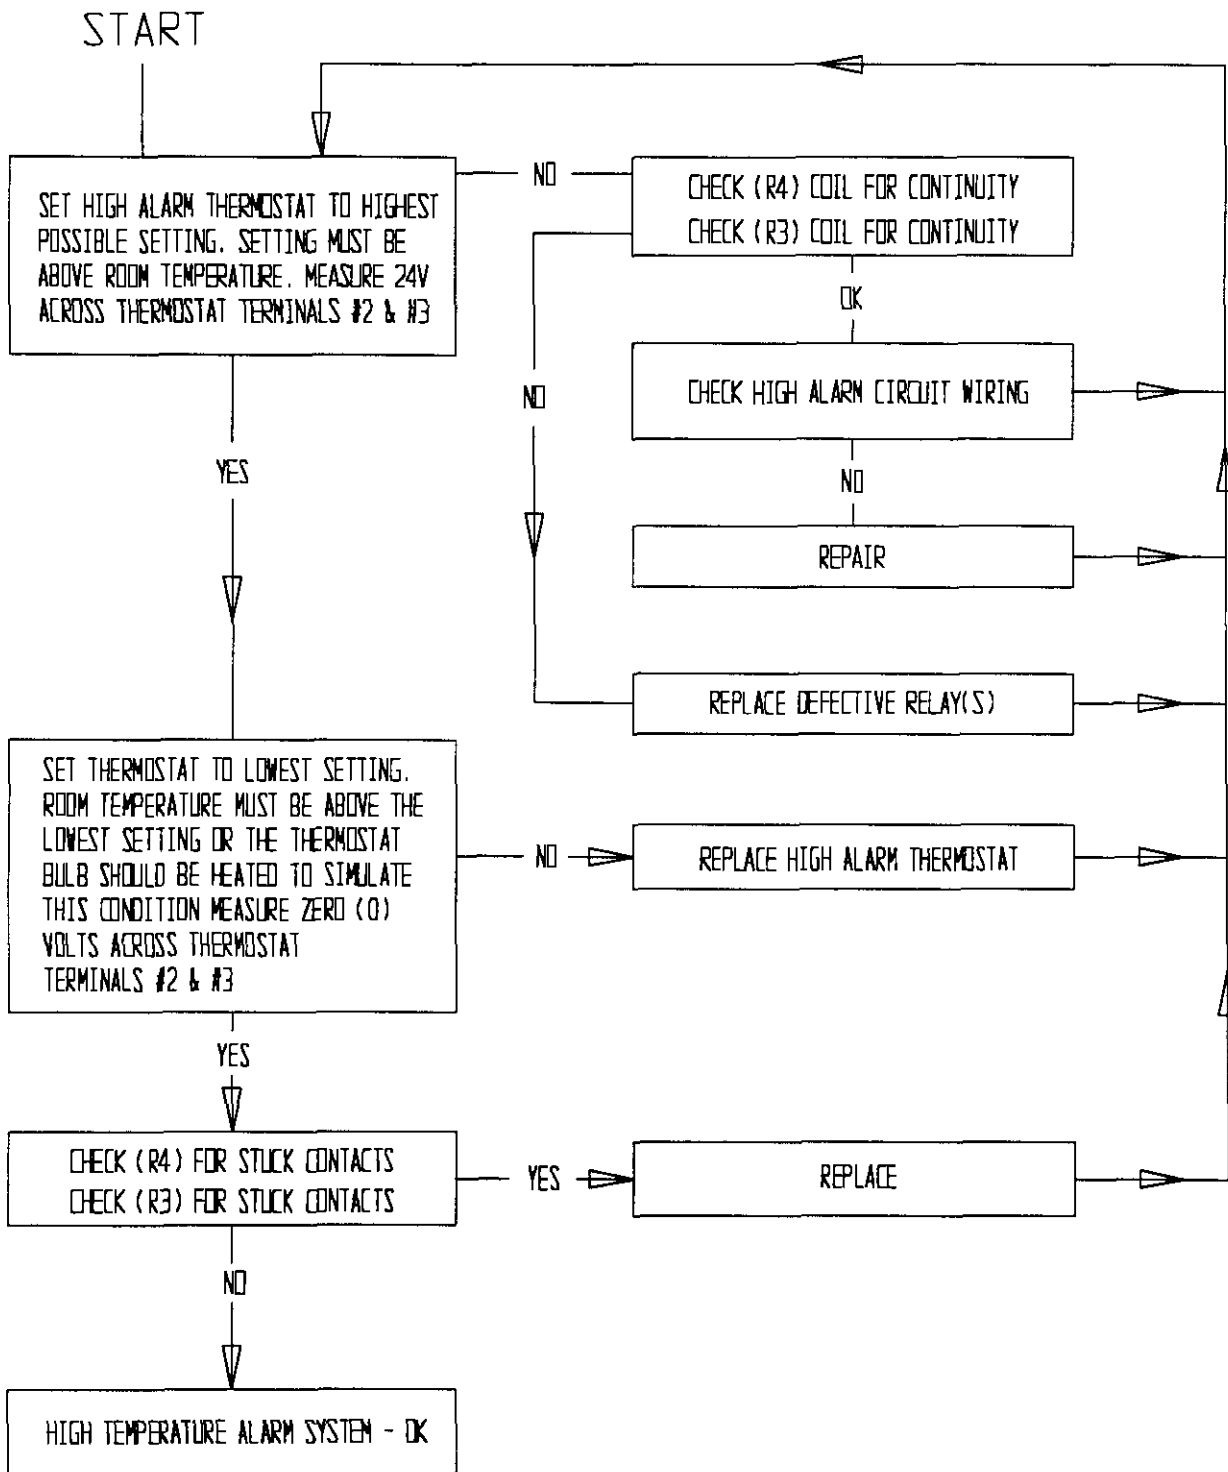 START
SET HIGH ALARM THERMOSTAT TO HIGHEST
POSSIBLE SETTING. SETTING MUST BE
ABOVE ROOM TEMPERATURE. MEASURE 24V
ACROSS THERMOSTAT TERMINALS #2 & #3
NO
CHECK (R4) COIL FOR CONTINUITY
CHECK (R3) COIL FOR CONTINUITY
OK
NO
CHECK HIGH ALARM CIRCUIT WIRING
YES
NO
REPAIR
REPLACE DEFECTIVE RELAY(S)
SET THERMOSTAT TO LOWEST SETTING.
ROOM TEMPERATURE MUST BE ABOVE THE
LOWEST SETTING OR THE THERMOSTAT
BULB SHOULD BE HEATED TO SIMULATE
THIS CONDITION MEASURE ZERO (0)
VOLTS ACROSS THERMOSTAT
TERMINALS #2 & #3
NO
REPLACE HIGH ALARM THERMOSTAT
YES
CHECK (R4) FOR STUCK CONTACTS
CHECK (R3) FOR STUCK CONTACTS
YES
REPLACE
NO
HIGH TEMPERATURE ALARM SYSTEM - OK